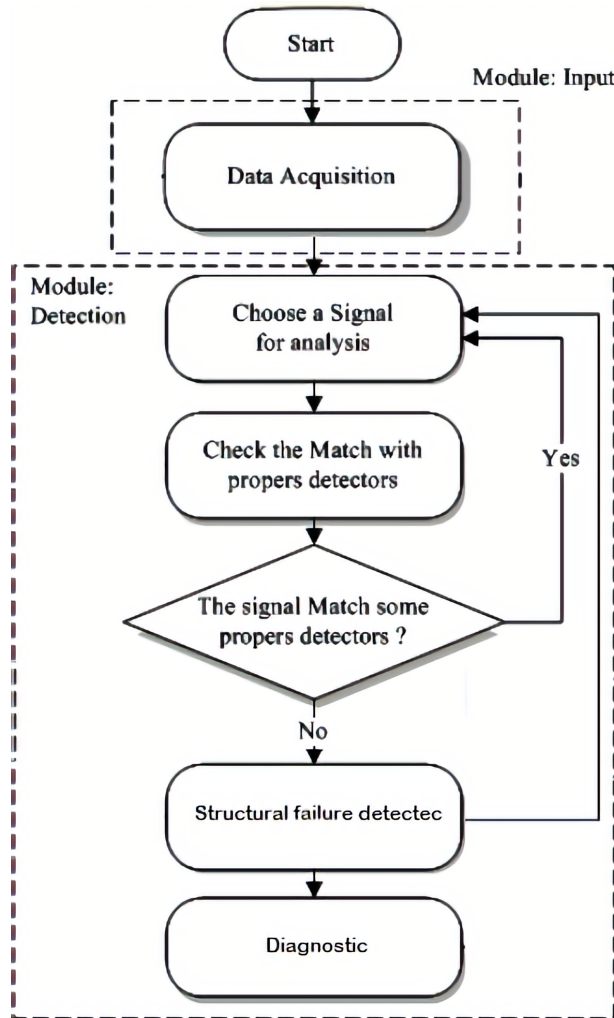 Start
Module: Input
Data Acquisition
Module:
Detection
Choose a Signal
for analysis
Check the Match with
propers detectors
Yes
The signal Match some
propers detectors ?
No
Structural failure detectec
Diagnostic